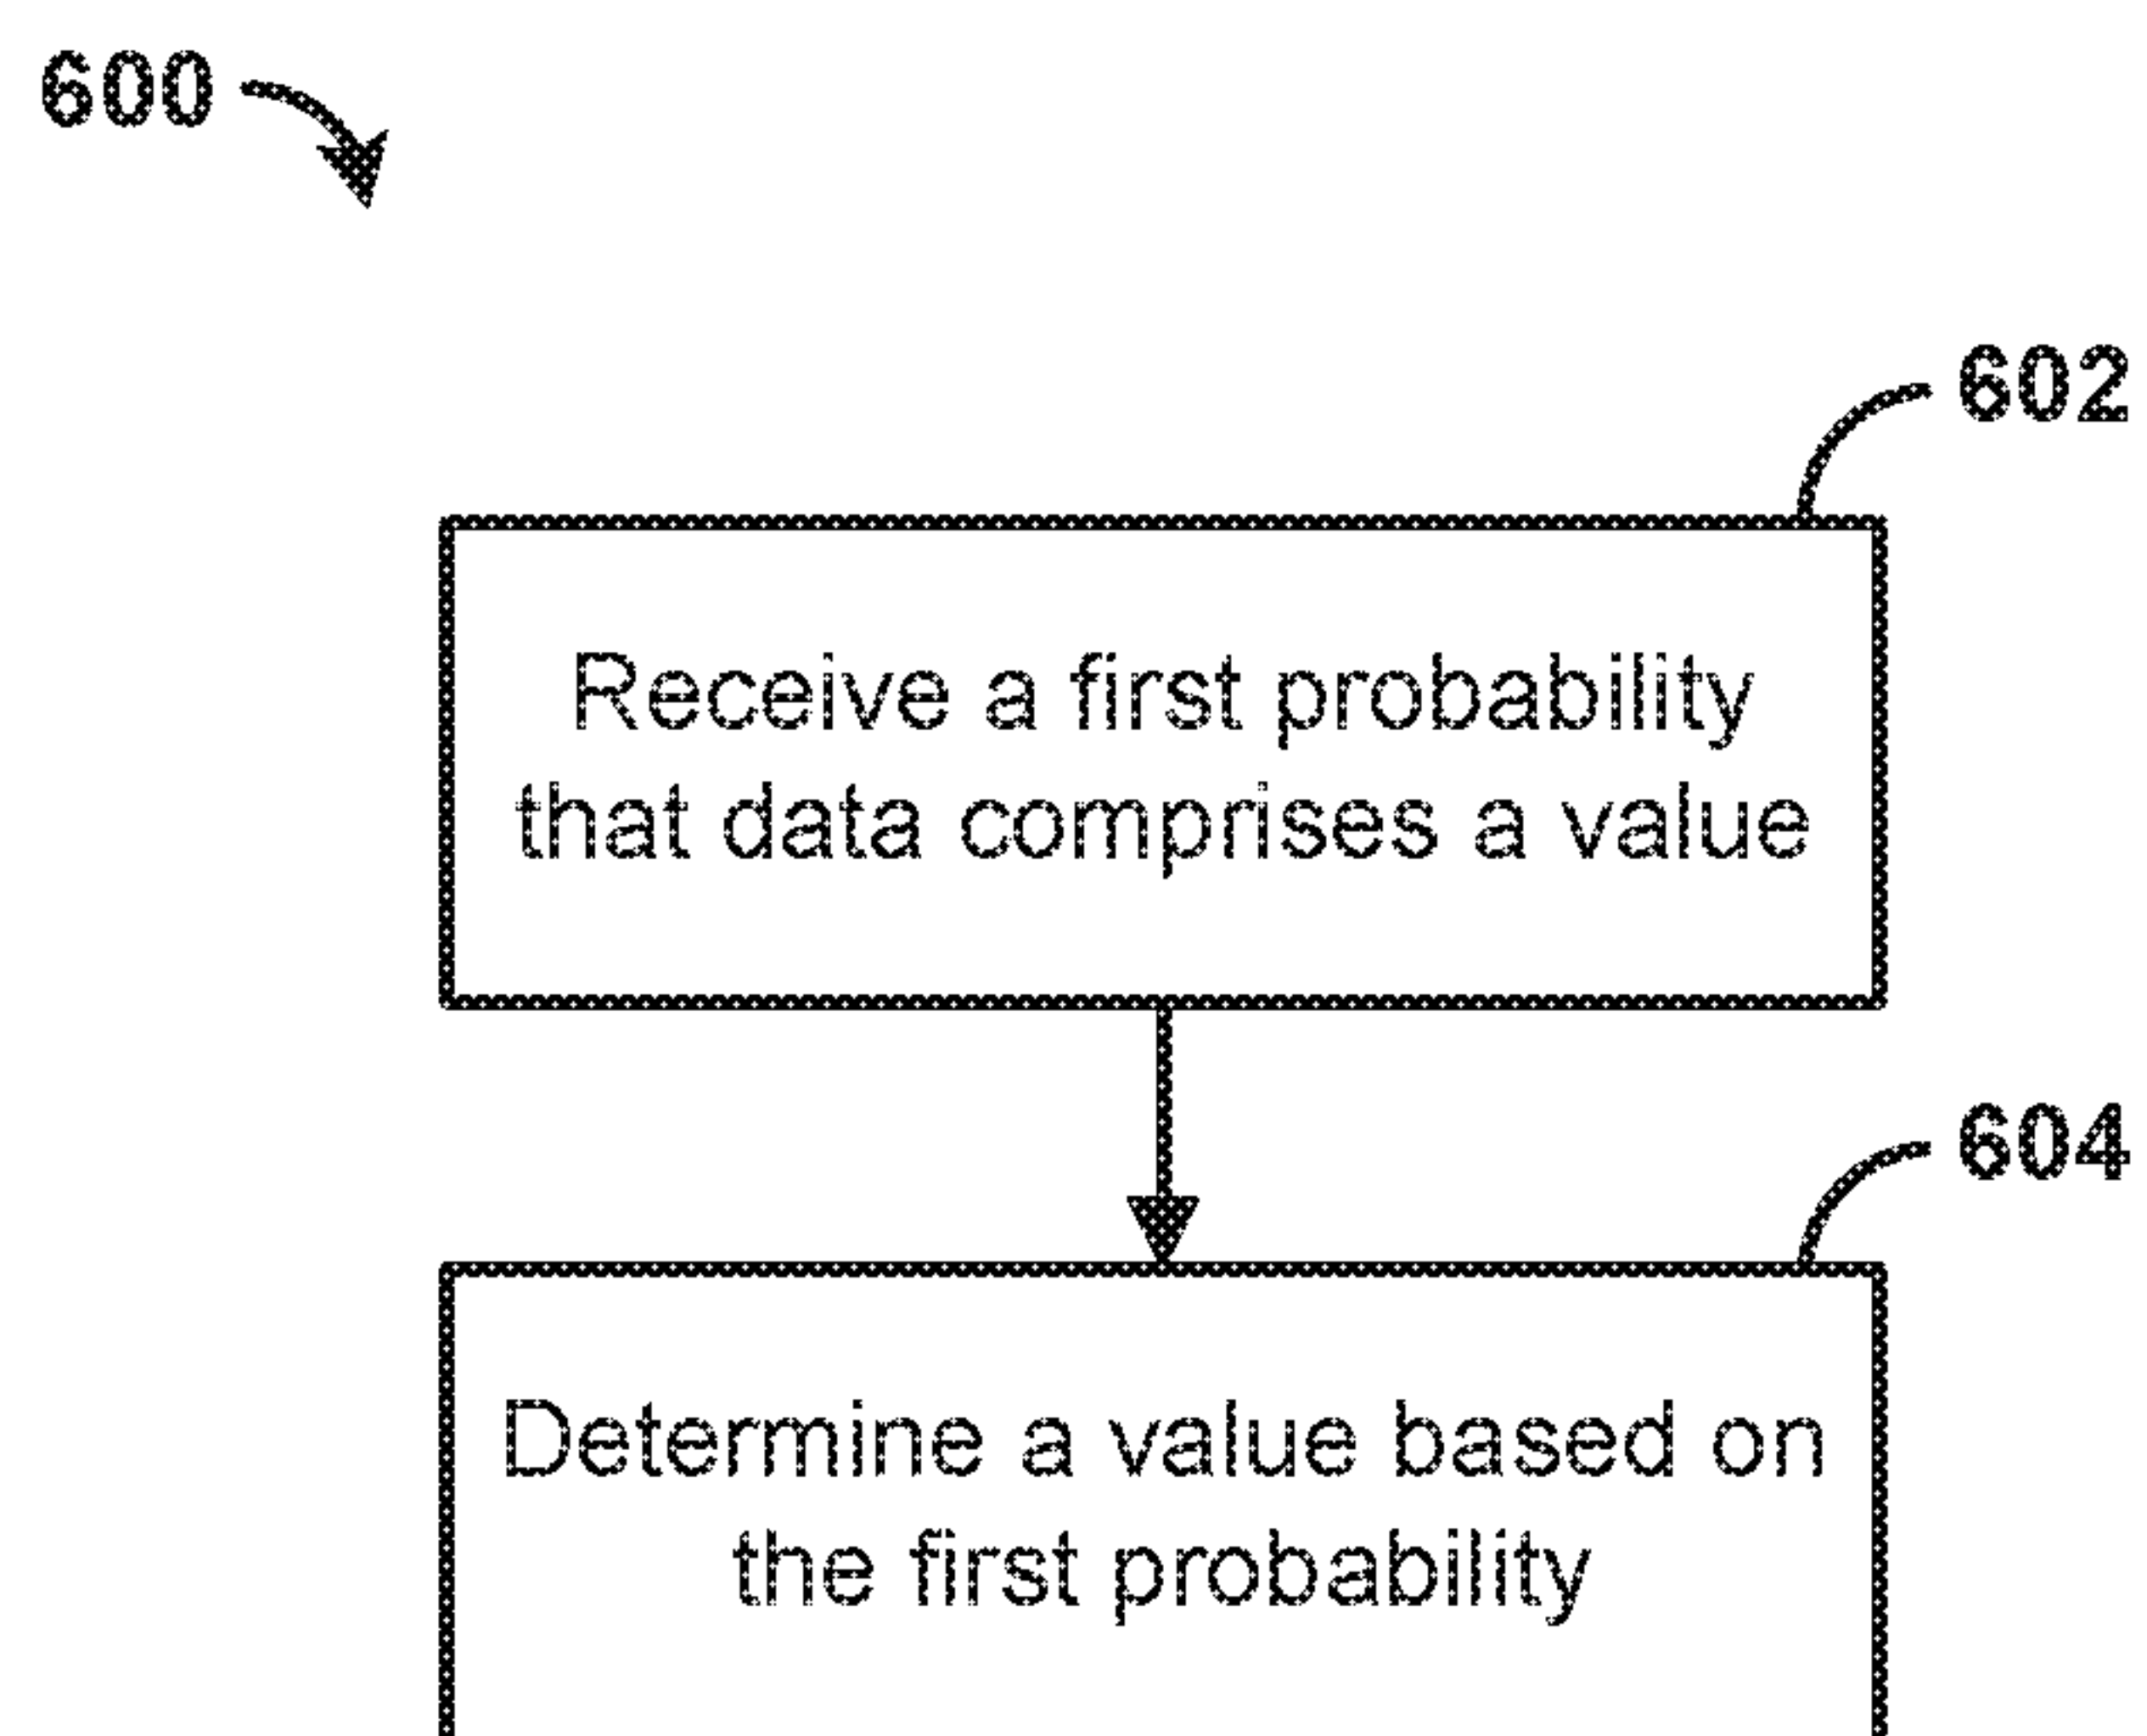 600
602
Receive a first probability
that data comprises a value
604
Determine a value based on
the first probability